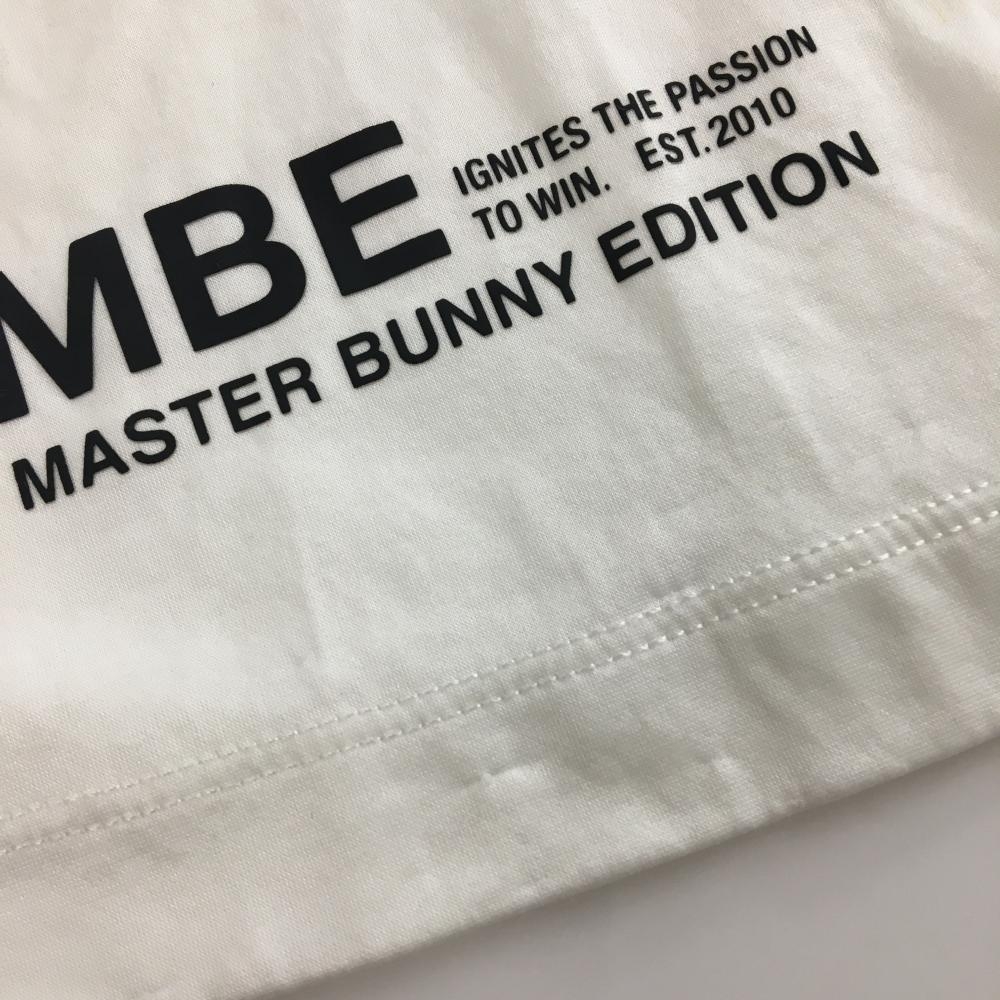 MBE
IGNITES THE PASSION
TO WIN. EST.2010
MASTER BUNNY EDITION